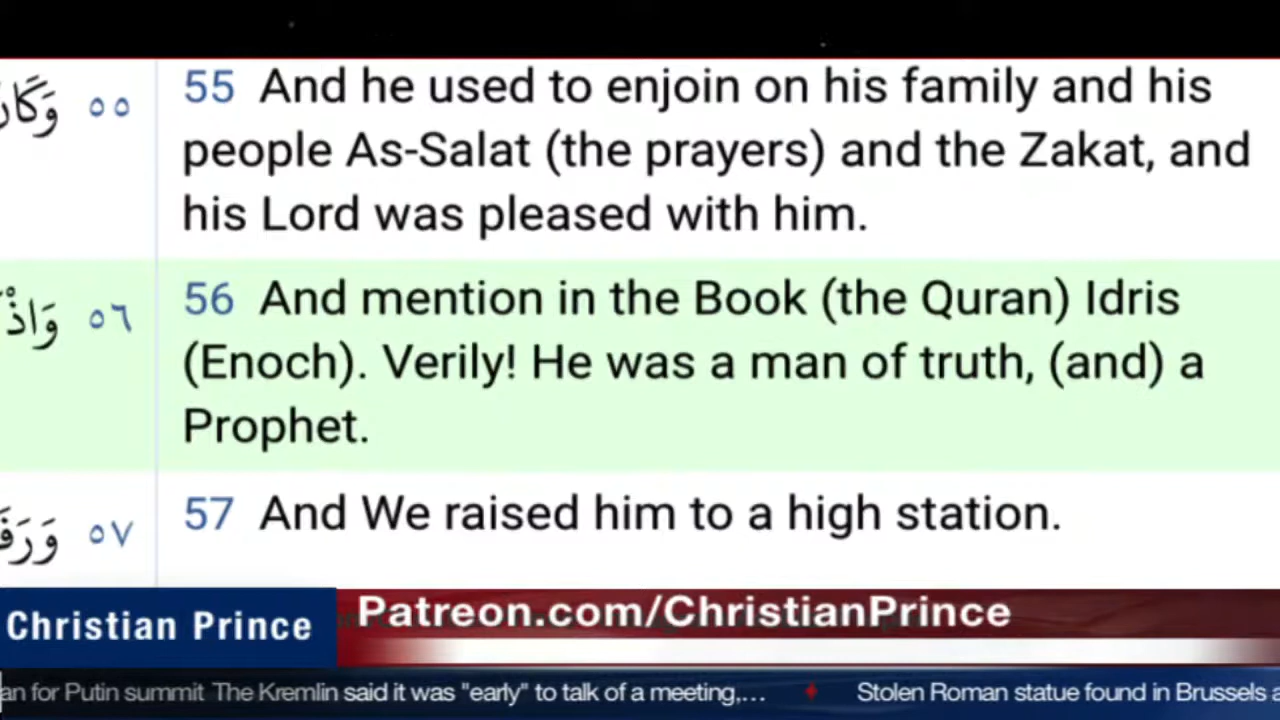 55 And he used to enjoin on his family and his
people As-Salat (the prayers) and the Zakat, and
his Lord was pleased with him.
٥٥
56 And mention in the Book (the Quran) Idris
(Enoch). Verily! He was a man of truth, (and) a
Prophet.
٥٦
57 And We raised him to a high station.
٥٧
Christian Prince
Patreon.com/ChristianPrince
an for Putin summit The Kremlin said it was "early" to talk of a meeting,... Stolen Roman statue found in Brussels a